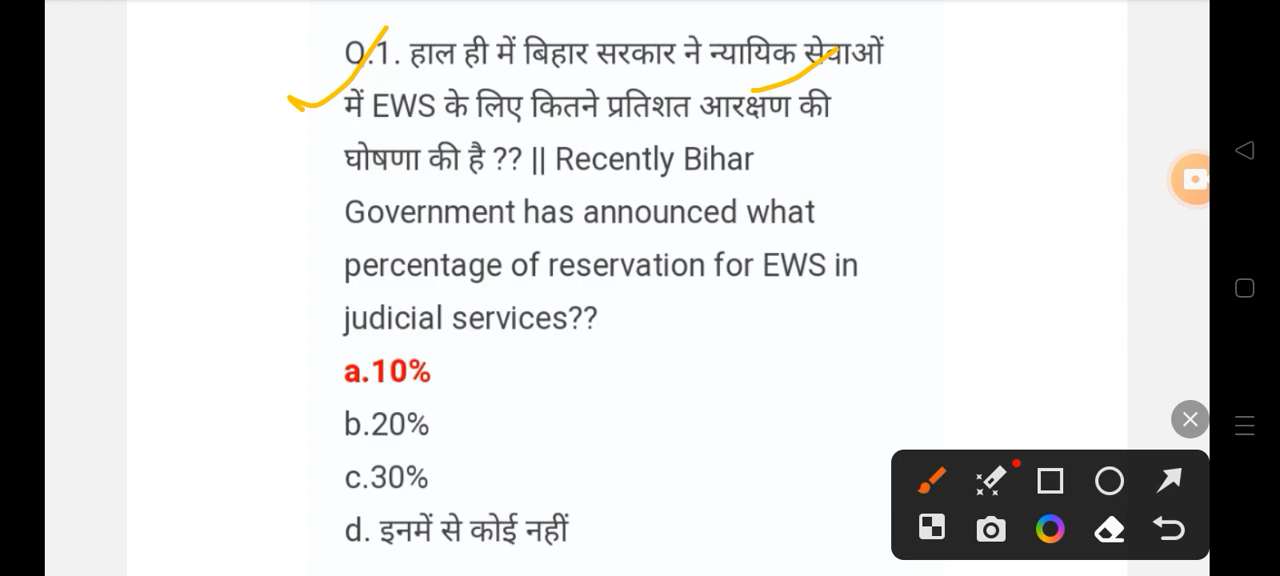 Q.1. हाल ही में बिहार सरकार ने न्यायिक सेवाओं
में EWS के लिए कितने प्रतिशत आरक्षण की
घोषणा की है ?? || Recently Bihar
Government has announced what
percentage of reservation for EWS in
judicial services??
a.10%
b.20%
c.30%
d. इनमें से कोई नहीं